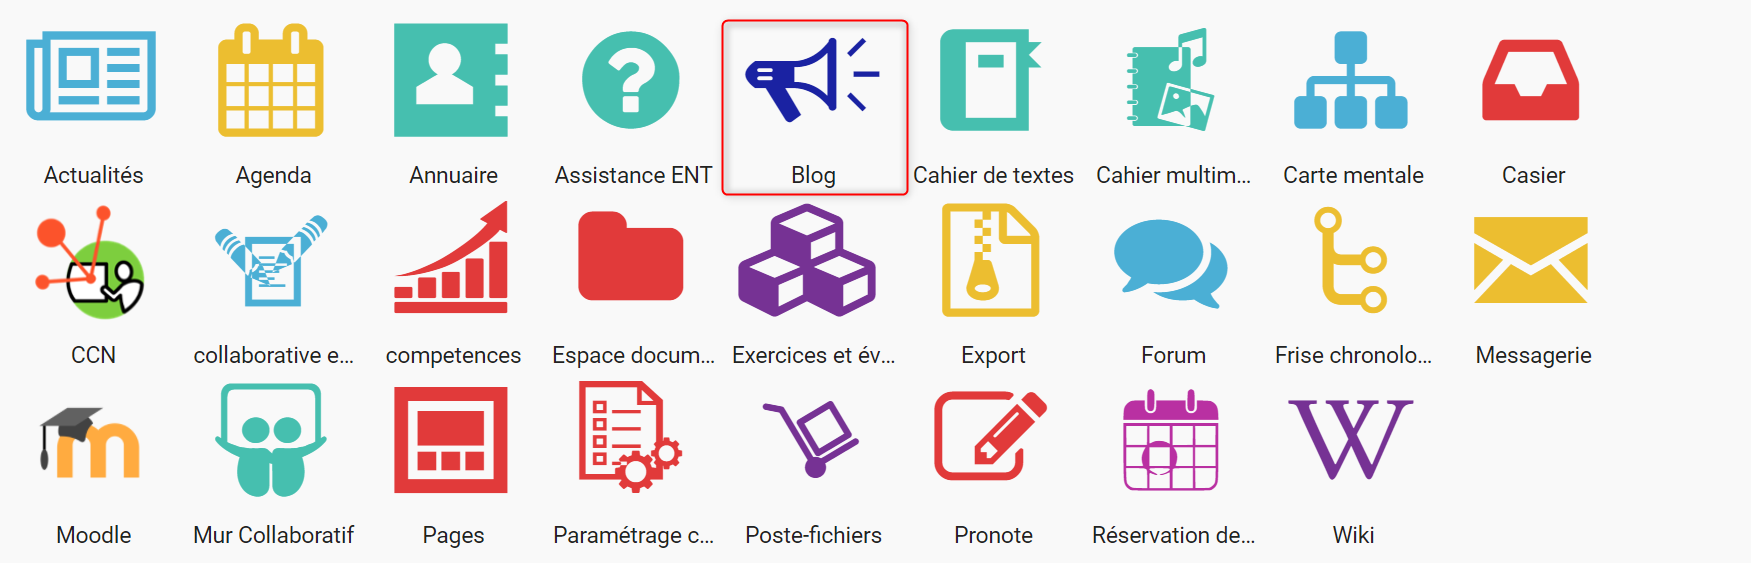 Actualités
Agenda
Annuaire
Assistance ENT
Blog
Cahier de textes
Cahier multim...
Carte mentale
Casier
CCN
collaborative e...
competences
Espace docum...
Exercices et év...
Export
Forum
Frise chronolo...
Messagerie
Moodle
Mur Collaboratif
Pages
Paramétrage c...
Poste-fichiers
Pronote
Réservation de...
Wiki